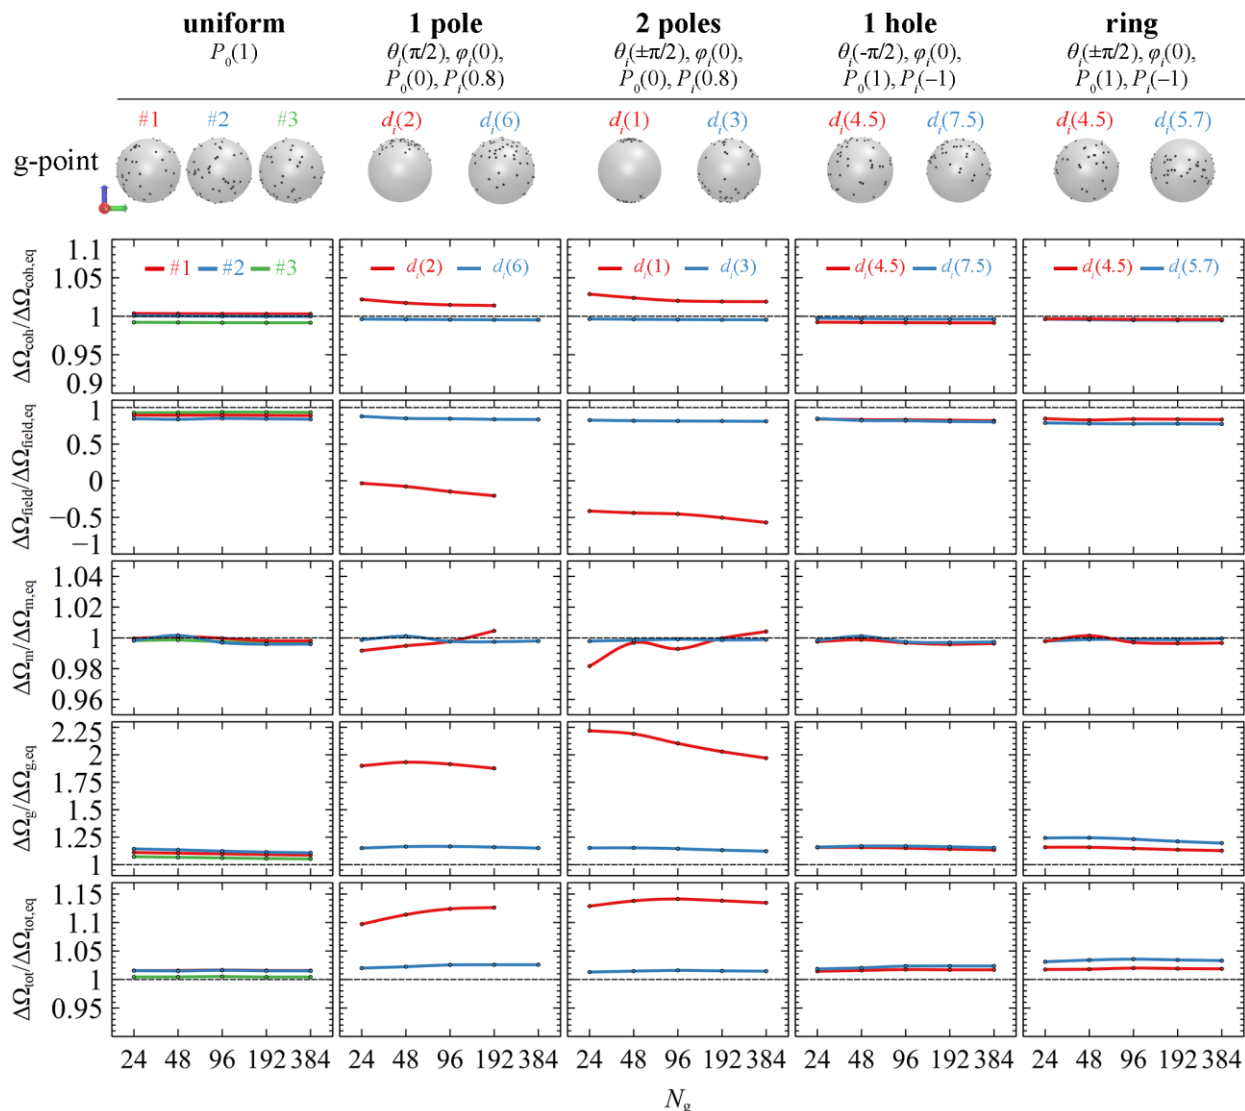 uniform 1 pole 2 poles 1 hole ring
P₀(1) θᵢ(π/2), φᵢ(0), θᵢ(±π/2), φᵢ(0), θᵢ(-π/2), φᵢ(0), θᵢ(±π/2), φᵢ(0),
P₀(0), Pᵢ(0.8) P₀(0), Pᵢ(0.8) P₀(1), Pᵢ(−1) P₀(1), Pᵢ(−1)
#1 #2 #3 dᵢ(2) dᵢ(6) dᵢ(1) dᵢ(3) dᵢ(4.5) dᵢ(7.5) dᵢ(4.5) dᵢ(5.7)
g-point
ΔΩcoh/ΔΩcoh,eq
1.1
1.05
1
0.95
0.9
#1 #2 #3 dᵢ(2) dᵢ(6) dᵢ(1) dᵢ(3) dᵢ(4.5) dᵢ(7.5) dᵢ(4.5) dᵢ(5.7)
ΔΩfield/ΔΩfield,eq
1
0.5
0
−0.5
−1
ΔΩm/ΔΩm,eq
1.04
1.02
1
0.98
0.96
ΔΩg/ΔΩg,eq
2.25
2
1.75
1.5
1.25
1
ΔΩtot/ΔΩtot,eq
1.15
1.1
1.05
1
0.95
24 48 96 192 384 24 48 96 192 384 24 48 96 192 384 24 48 96 192 384 24 48 96 192 384
Ng